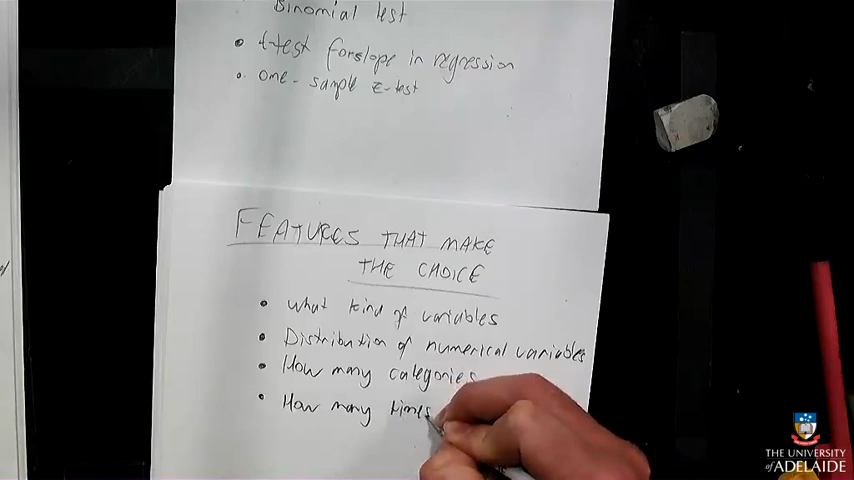 Binomial test
• t-test for slope in regression
• one-sample z-test
FEATURES THAT MAKE
THE CHOICE
• What kind of variables
• Distribution of numerical variables
• How many categories
• How many times
THE UNIVERSITY
of ADELAIDE